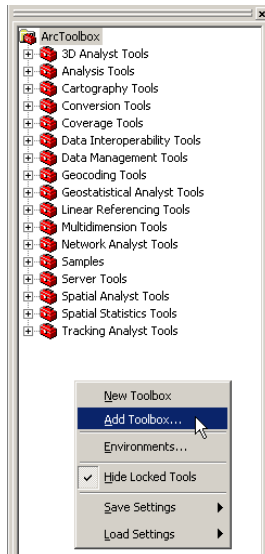 ArcToolbox
3D Analyst Tools
Analysis Tools
Cartography Tools
Conversion Tools
Coverage Tools
Data Interoperability Tools
Data Management Tools
Geocoding Tools
Geostatistical Analyst Tools
Linear Referencing Tools
Multidimension Tools
Network Analyst Tools
Samples
Server Tools
Spatial Analyst Tools
Spatial Statistics Tools
Tracking Analyst Tools
New Toolbox
Add Toolbox...
Environments...
Hide Locked Tools
Save Settings
Load Settings